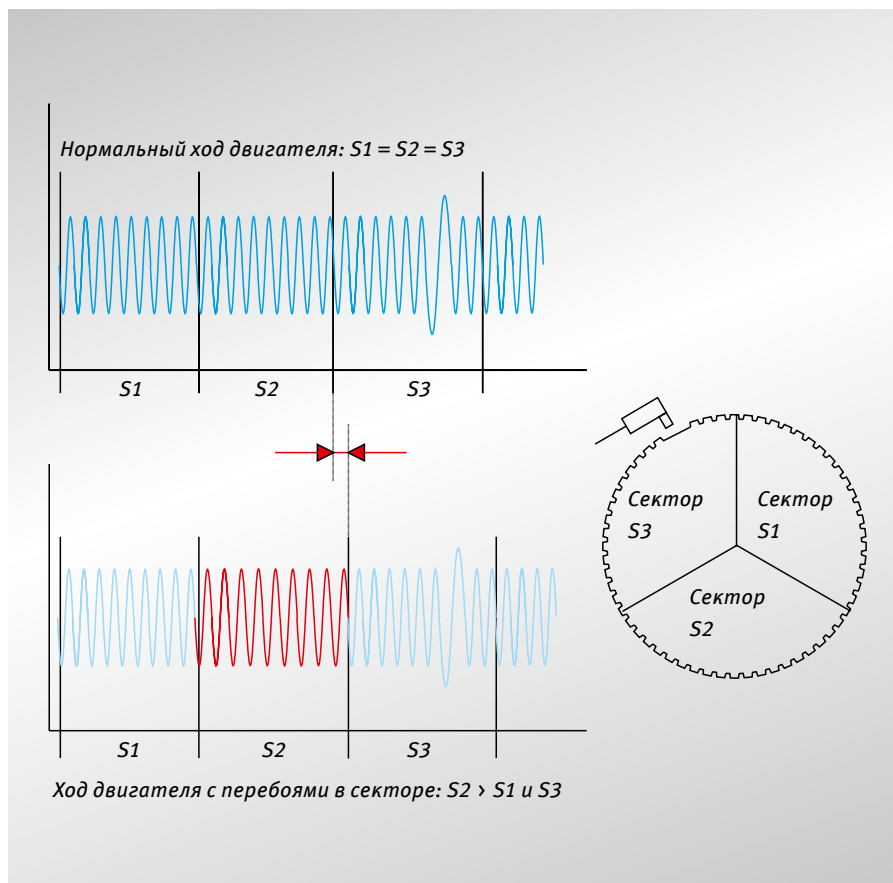 Нормальный ход двигателя: S1 = S2 = S3
S1 S2 S3
Сектор
S3
Сектор
S1
Сектор
S2
S1 S2 S3
Ход двигателя с перебоями в секторе: S2 › S1 и S3